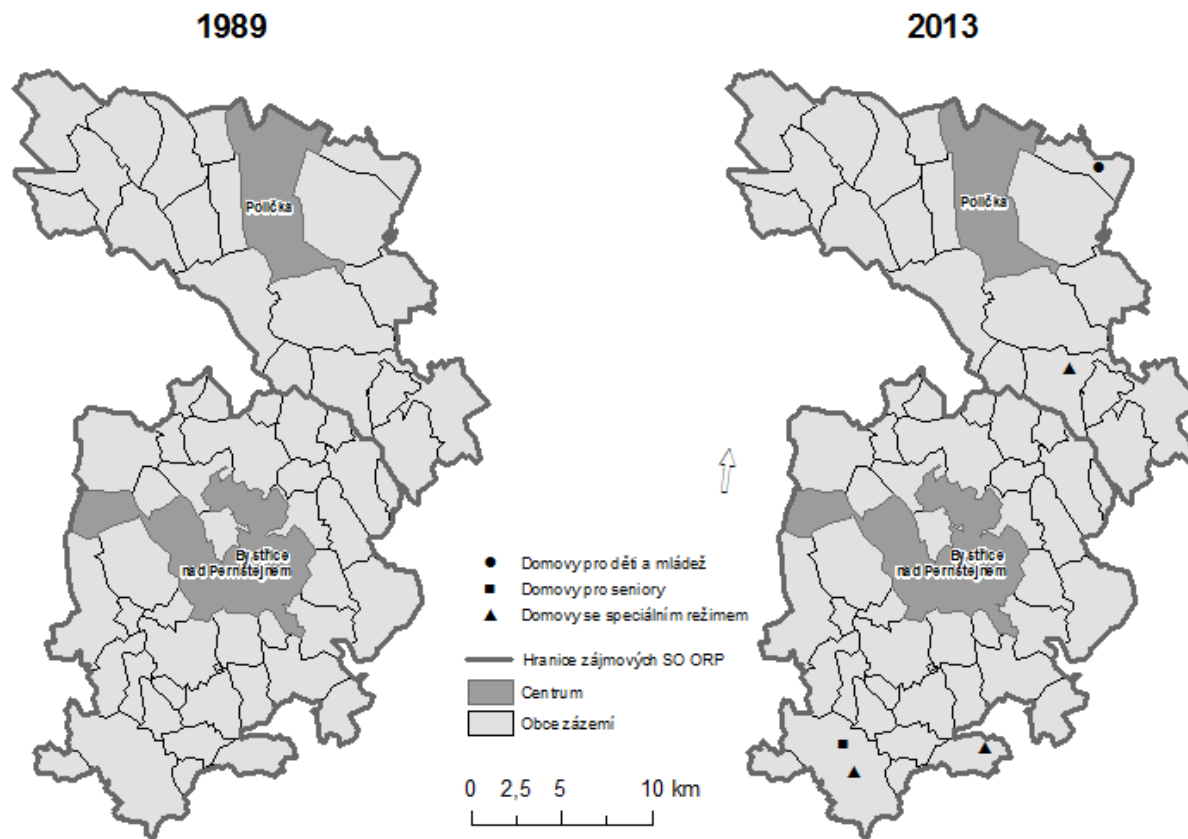 1989
2013
Polička
Polička
Bystřice
nad Pernštejnem
Bystřice
nad Pernštejnem
Domovy pro děti a mládež
Domovy pro seniory
Domovy se speciálním režimem
Hranice zájmových SO ORP
Centrum
Obce zázemí
0 2,5 5 10 km